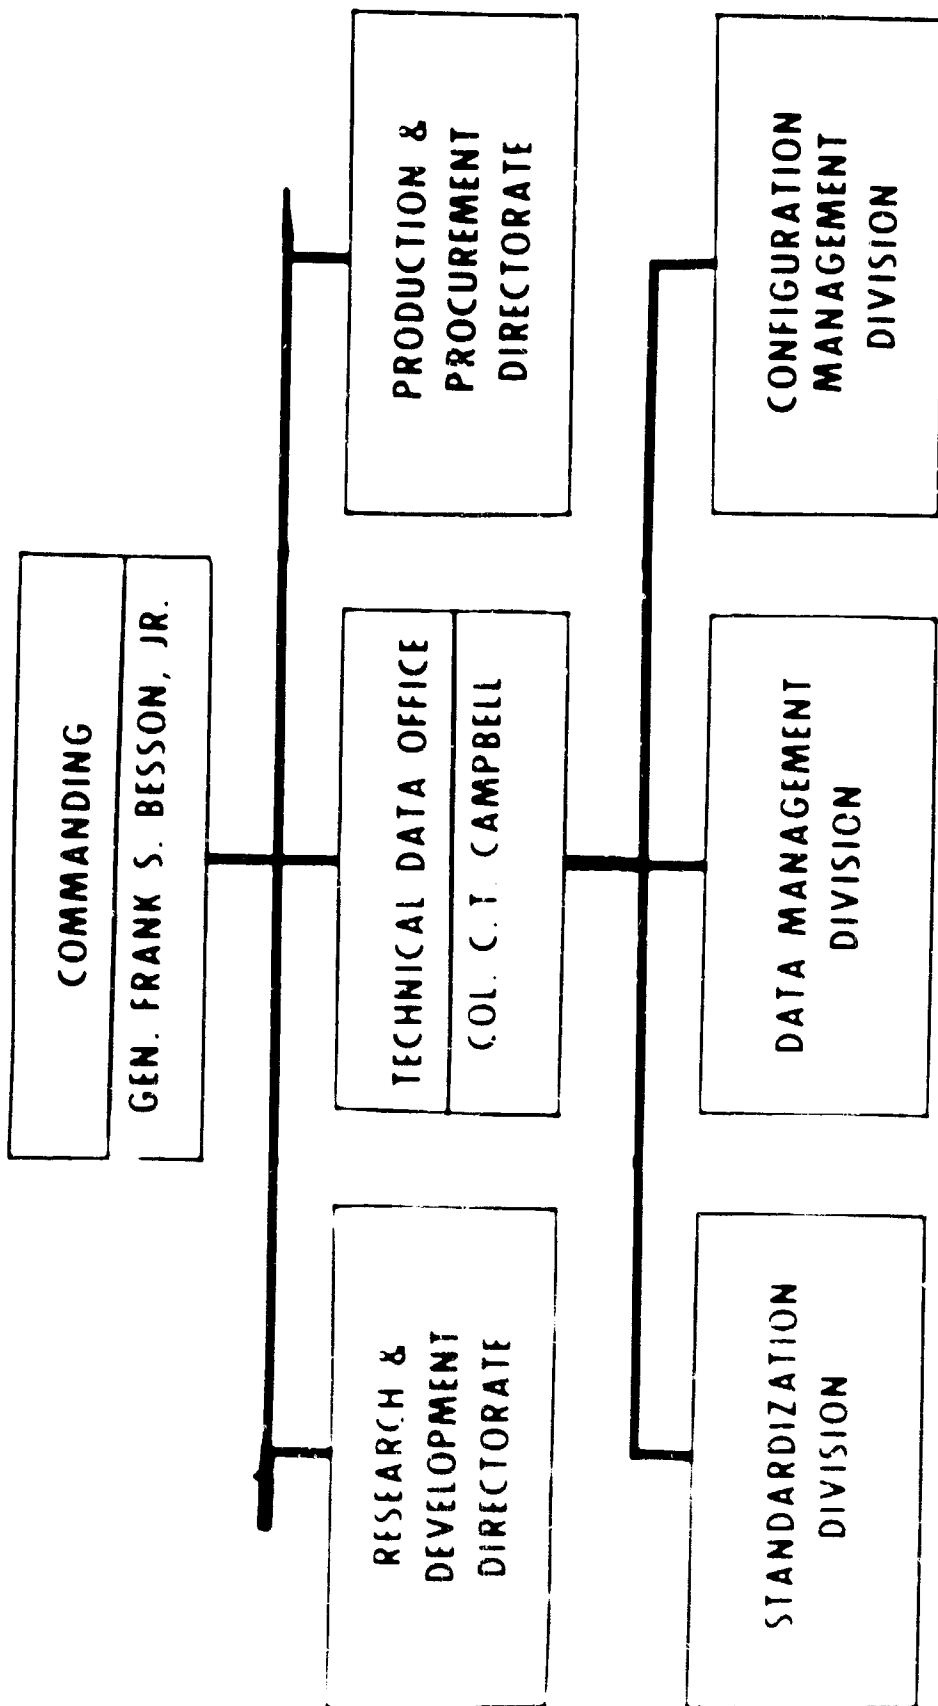 COMMANDING
GEN. FRANK S. BESSON, JR.
RESEARCH &
DEVELOPMENT
DIRECTORATE
TECHNICAL DATA OFFICE
COL. C.T. CAMPBELL
PRODUCTION &
PROCUREMENT
DIRECTORATE
STANDARDIZATION
DIVISION
DATA MANAGEMENT
DIVISION
CONFIGURATION
MANAGEMENT
DIVISION